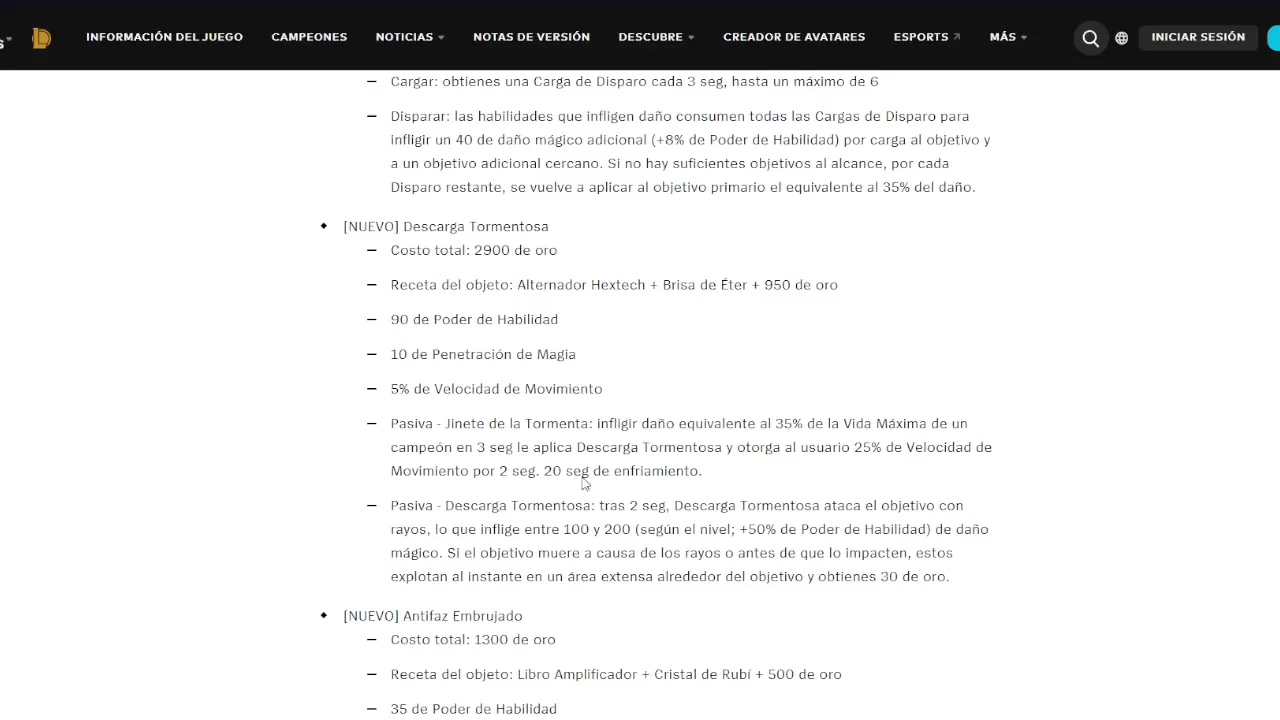 INFORMACIÓN DEL JUEGO CAMPEONES NOTICIAS NOTAS DE VERSIÓN DESCUBRE CREADOR DE AVATARES ESPORTS MÁS INICIAR SESIÓN
– Cargar: obtienes una Carga de Disparo cada 3 seg, hasta un máximo de 6
– Disparar: las habilidades que infligen daño consumen todas las Cargas de Disparo para
infligir un 40 de daño mágico adicional (+8% de Poder de Habilidad) por carga al objetivo y
a un objetivo adicional cercano. Si no hay suficientes objetivos al alcance, por cada
Disparo restante, se vuelve a aplicar al objetivo primario el equivalente al 35% del daño.
[NUEVO] Descarga Tormentosa
– Costo total: 2900 de oro
– Receta del objeto: Alternador Hextech + Brisa de Éter + 950 de oro
– 90 de Poder de Habilidad
– 10 de Penetración de Magia
– 5% de Velocidad de Movimiento
– Pasiva - Jinete de la Tormenta: infligir daño equivalente al 35% de la Vida Máxima de un
campeón en 3 seg le aplica Descarga Tormentosa y otorga al usuario 25% de Velocidad de
Movimiento por 2 seg. 20 seg de enfriamiento.
– Pasiva - Descarga Tormentosa: tras 2 seg, Descarga Tormentosa ataca el objetivo con
rayos, lo que inflige entre 100 y 200 (según el nivel; +50% de Poder de Habilidad) de daño
mágico. Si el objetivo muere a causa de los rayos o antes de que lo impacten, estos
explotan al instante en un área extensa alrededor del objetivo y obtienes 30 de oro.
[NUEVO] Antifaz Embrujado
– Costo total: 1300 de oro
– Receta del objeto: Libro Amplificador + Cristal de Rubí + 500 de oro
– 35 de Poder de Habilidad